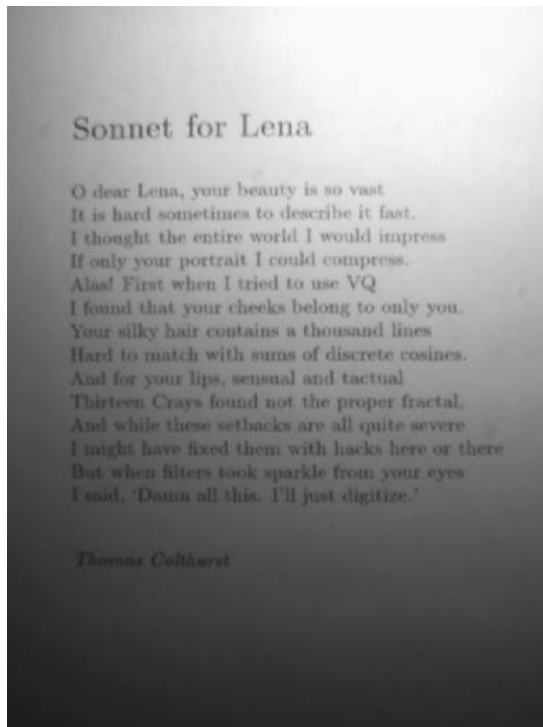 Sonnet for Lena
O dear Lena, your beauty is so vast
It is hard sometimes to describe it fast.
I thought the entire world I would impress
If only your portrait I could compress.
Alas! First when I tried to use VQ
I found that your cheeks belong to only you.
Your silky hair contains a thousand lines
Hard to match with sums of discrete cosines.
And for your lips, sensual and tactual
Thirteen Crays found not the proper fractal.
And while these setbacks are all quite severe
I might have fixed them with hacks here or there
But when filters took sparkle from your eyes
I said, 'Damn all this. I'll just digitize.'
Thomas Colthurst